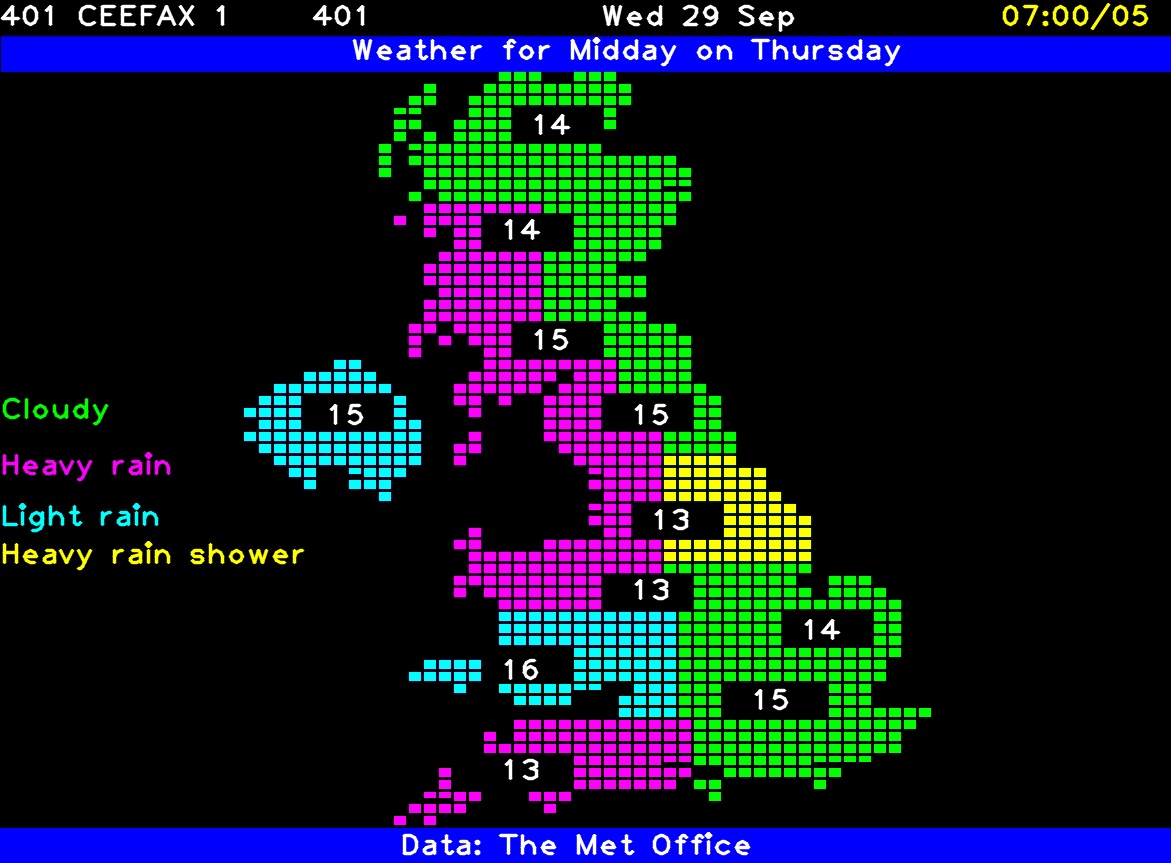 401 CEEFAX 1 401 Wed 29 Sep 07:00/05
Weather for Midday on Thursday
14
14
15
15 15
Cloudy
Heavy rain
Light rain
13
Heavy rain shower
13
14
16
15
13
Data: The Met Office